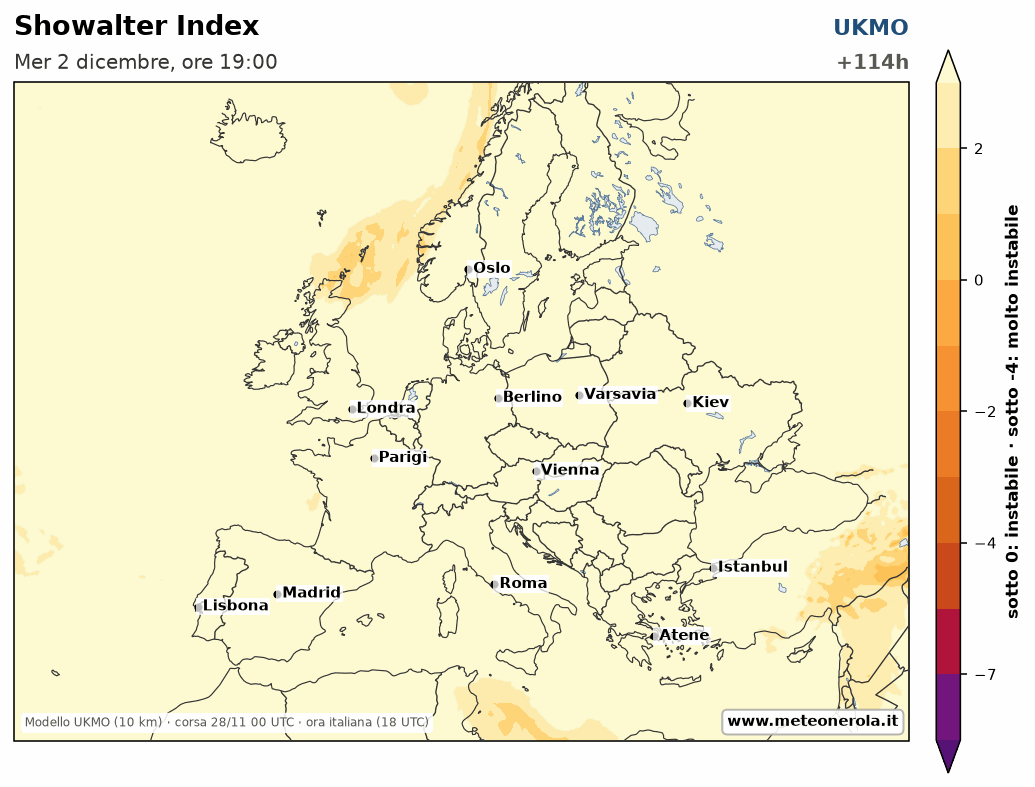 Showalter Index
UKMO
Mer 2 dicembre, ore 19:00
+114h
2
0
−2
−4
−7
sotto 0: instabile · sotto -4: molto instabile
Oslo
Berlino
Varsavia
Kiev
Londra
Parigi
Vienna
Istanbul
Roma
Madrid
Lisbona
Atene
Modello UKMO (10 km) · corsa 28/11 00 UTC · ora italiana (18 UTC)
www.meteonerola.it